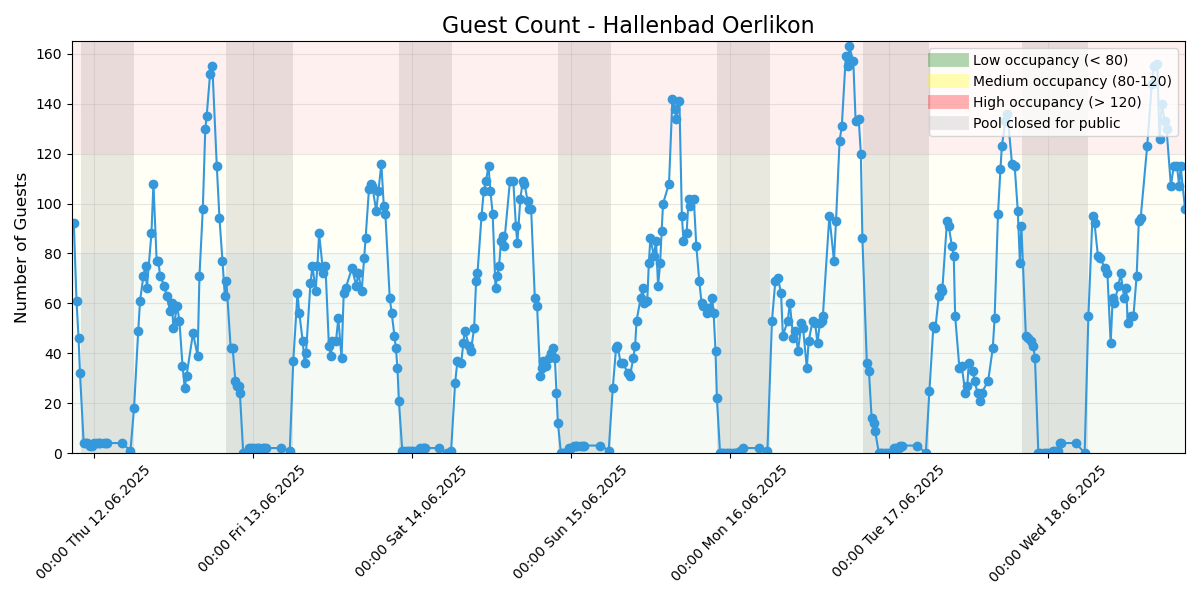 Guest Count - Hallenbad Oerlikon
Number of Guests
160
140
120
100
80
60
40
20
0
Low occupancy (< 80)
Medium occupancy (80-120)
High occupancy (> 120)
Pool closed for public
00:00 Thu 12.06.2025
00:00 Fri 13.06.2025
00:00 Sat 14.06.2025
00:00 Sun 15.06.2025
00:00 Mon 16.06.2025
00:00 Tue 17.06.2025
00:00 Wed 18.06.2025